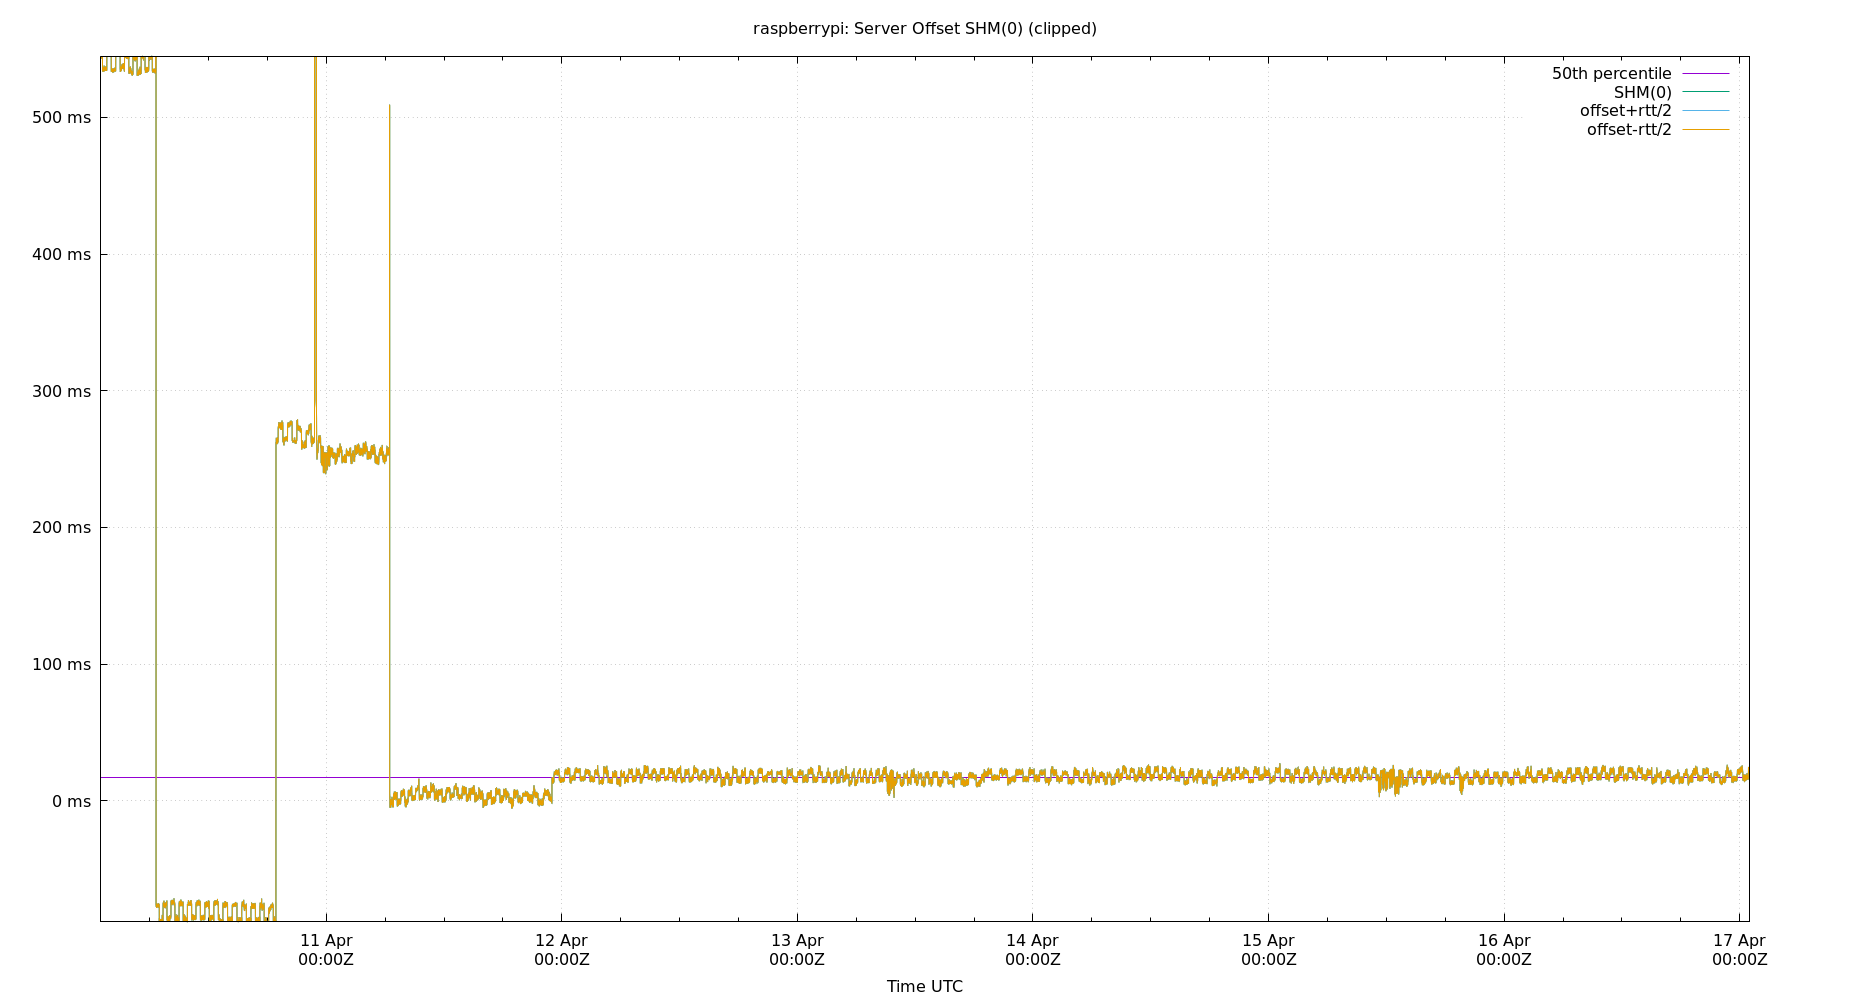 raspberrypi: Server Offset SHM(0) (clipped)
50th percentile
SHM(0)
offset+rtt/2
offset-rtt/2
500 ms
400 ms
300 ms
200 ms
100 ms
0 ms
11 Apr 12 Apr 13 Apr 14 Apr 15 Apr 16 Apr 17 Apr
00:00Z 00:00Z 00:00Z 00:00Z 00:00Z 00:00Z 00:00Z
Time UTC